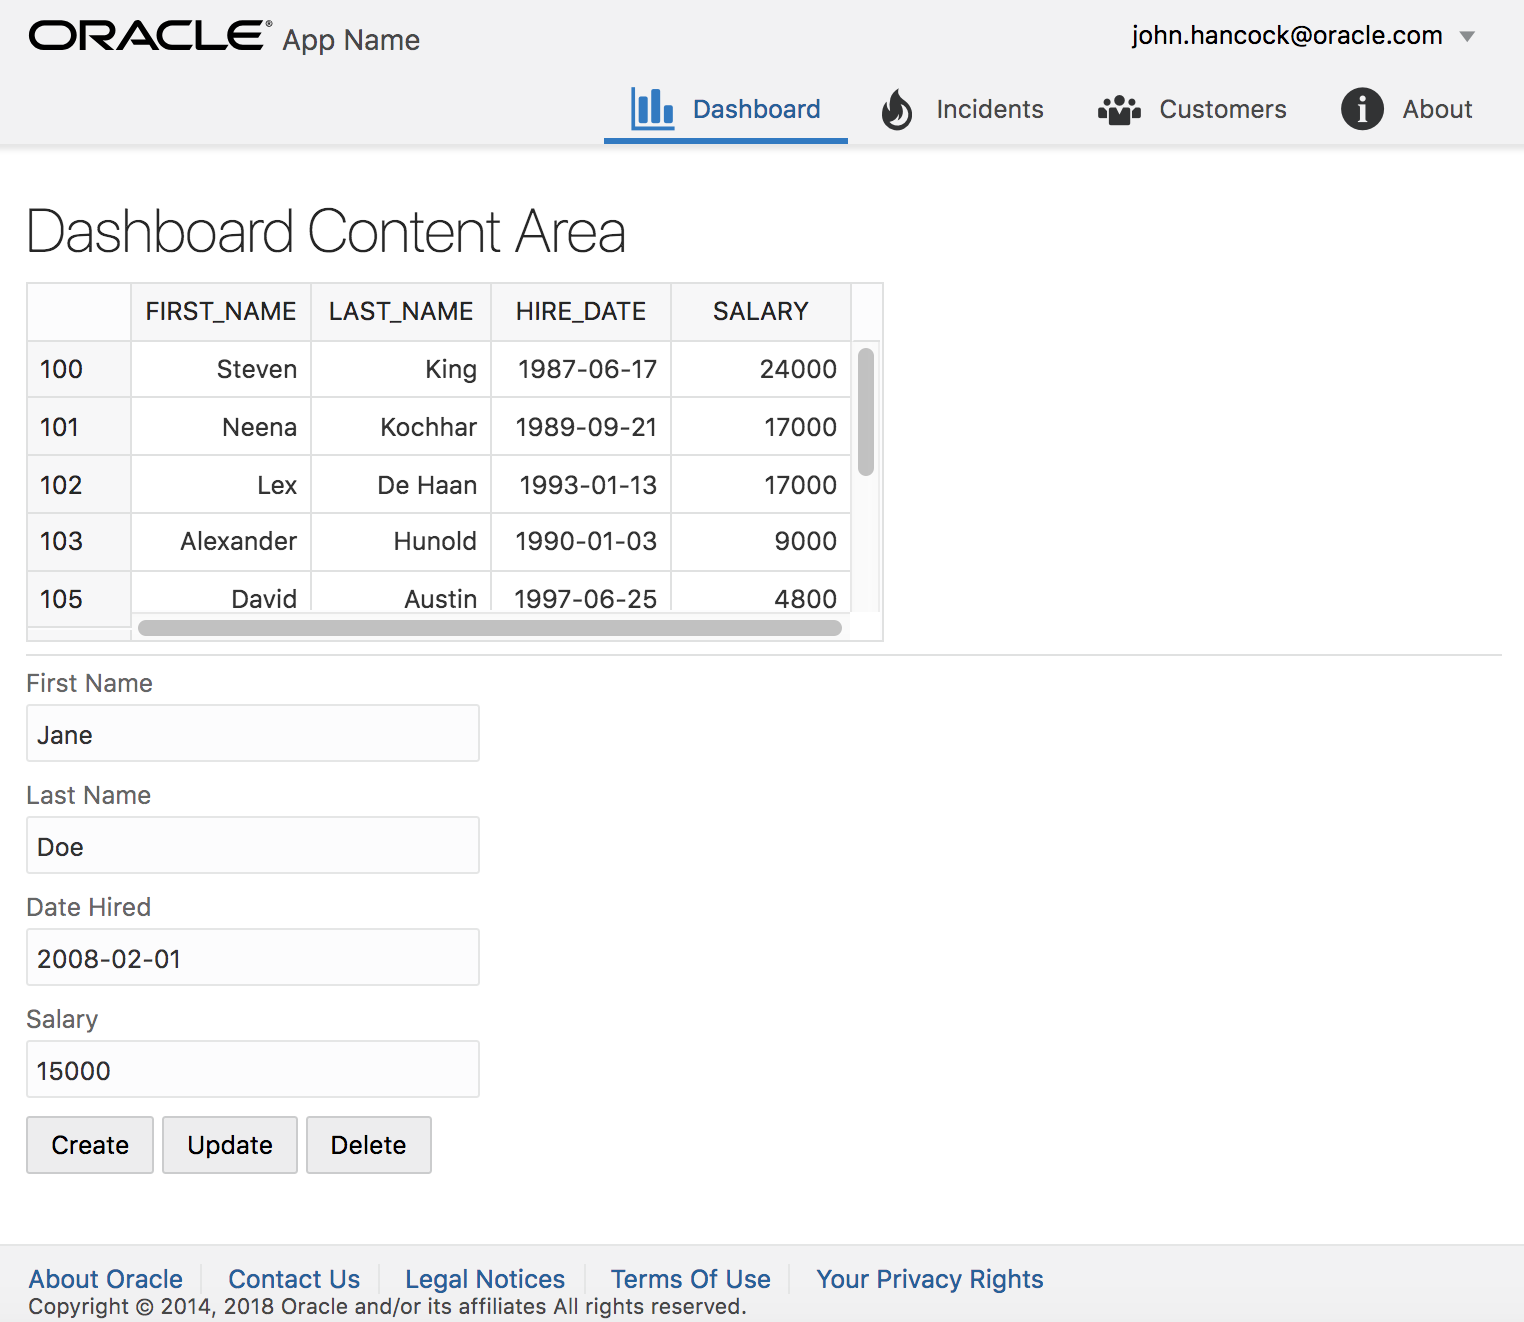 ORACLE® App Name
john.hancock@oracle.com
Dashboard Incidents Customers About
Dashboard Content Area
FIRST_NAME LAST_NAME HIRE_DATE SALARY
100 Steven King 1987-06-17 24000
101 Neena Kochhar 1989-09-21 17000
102 Lex De Haan 1993-01-13 17000
103 Alexander Hunold 1990-01-03 9000
105 David Austin 1997-06-25 4800
First Name
Jane
Last Name
Doe
Date Hired
2008-02-01
Salary
15000
Create Update Delete
About Oracle Contact Us Legal Notices Terms Of Use Your Privacy Rights
Copyright © 2014, 2018 Oracle and/or its affiliates All rights reserved.